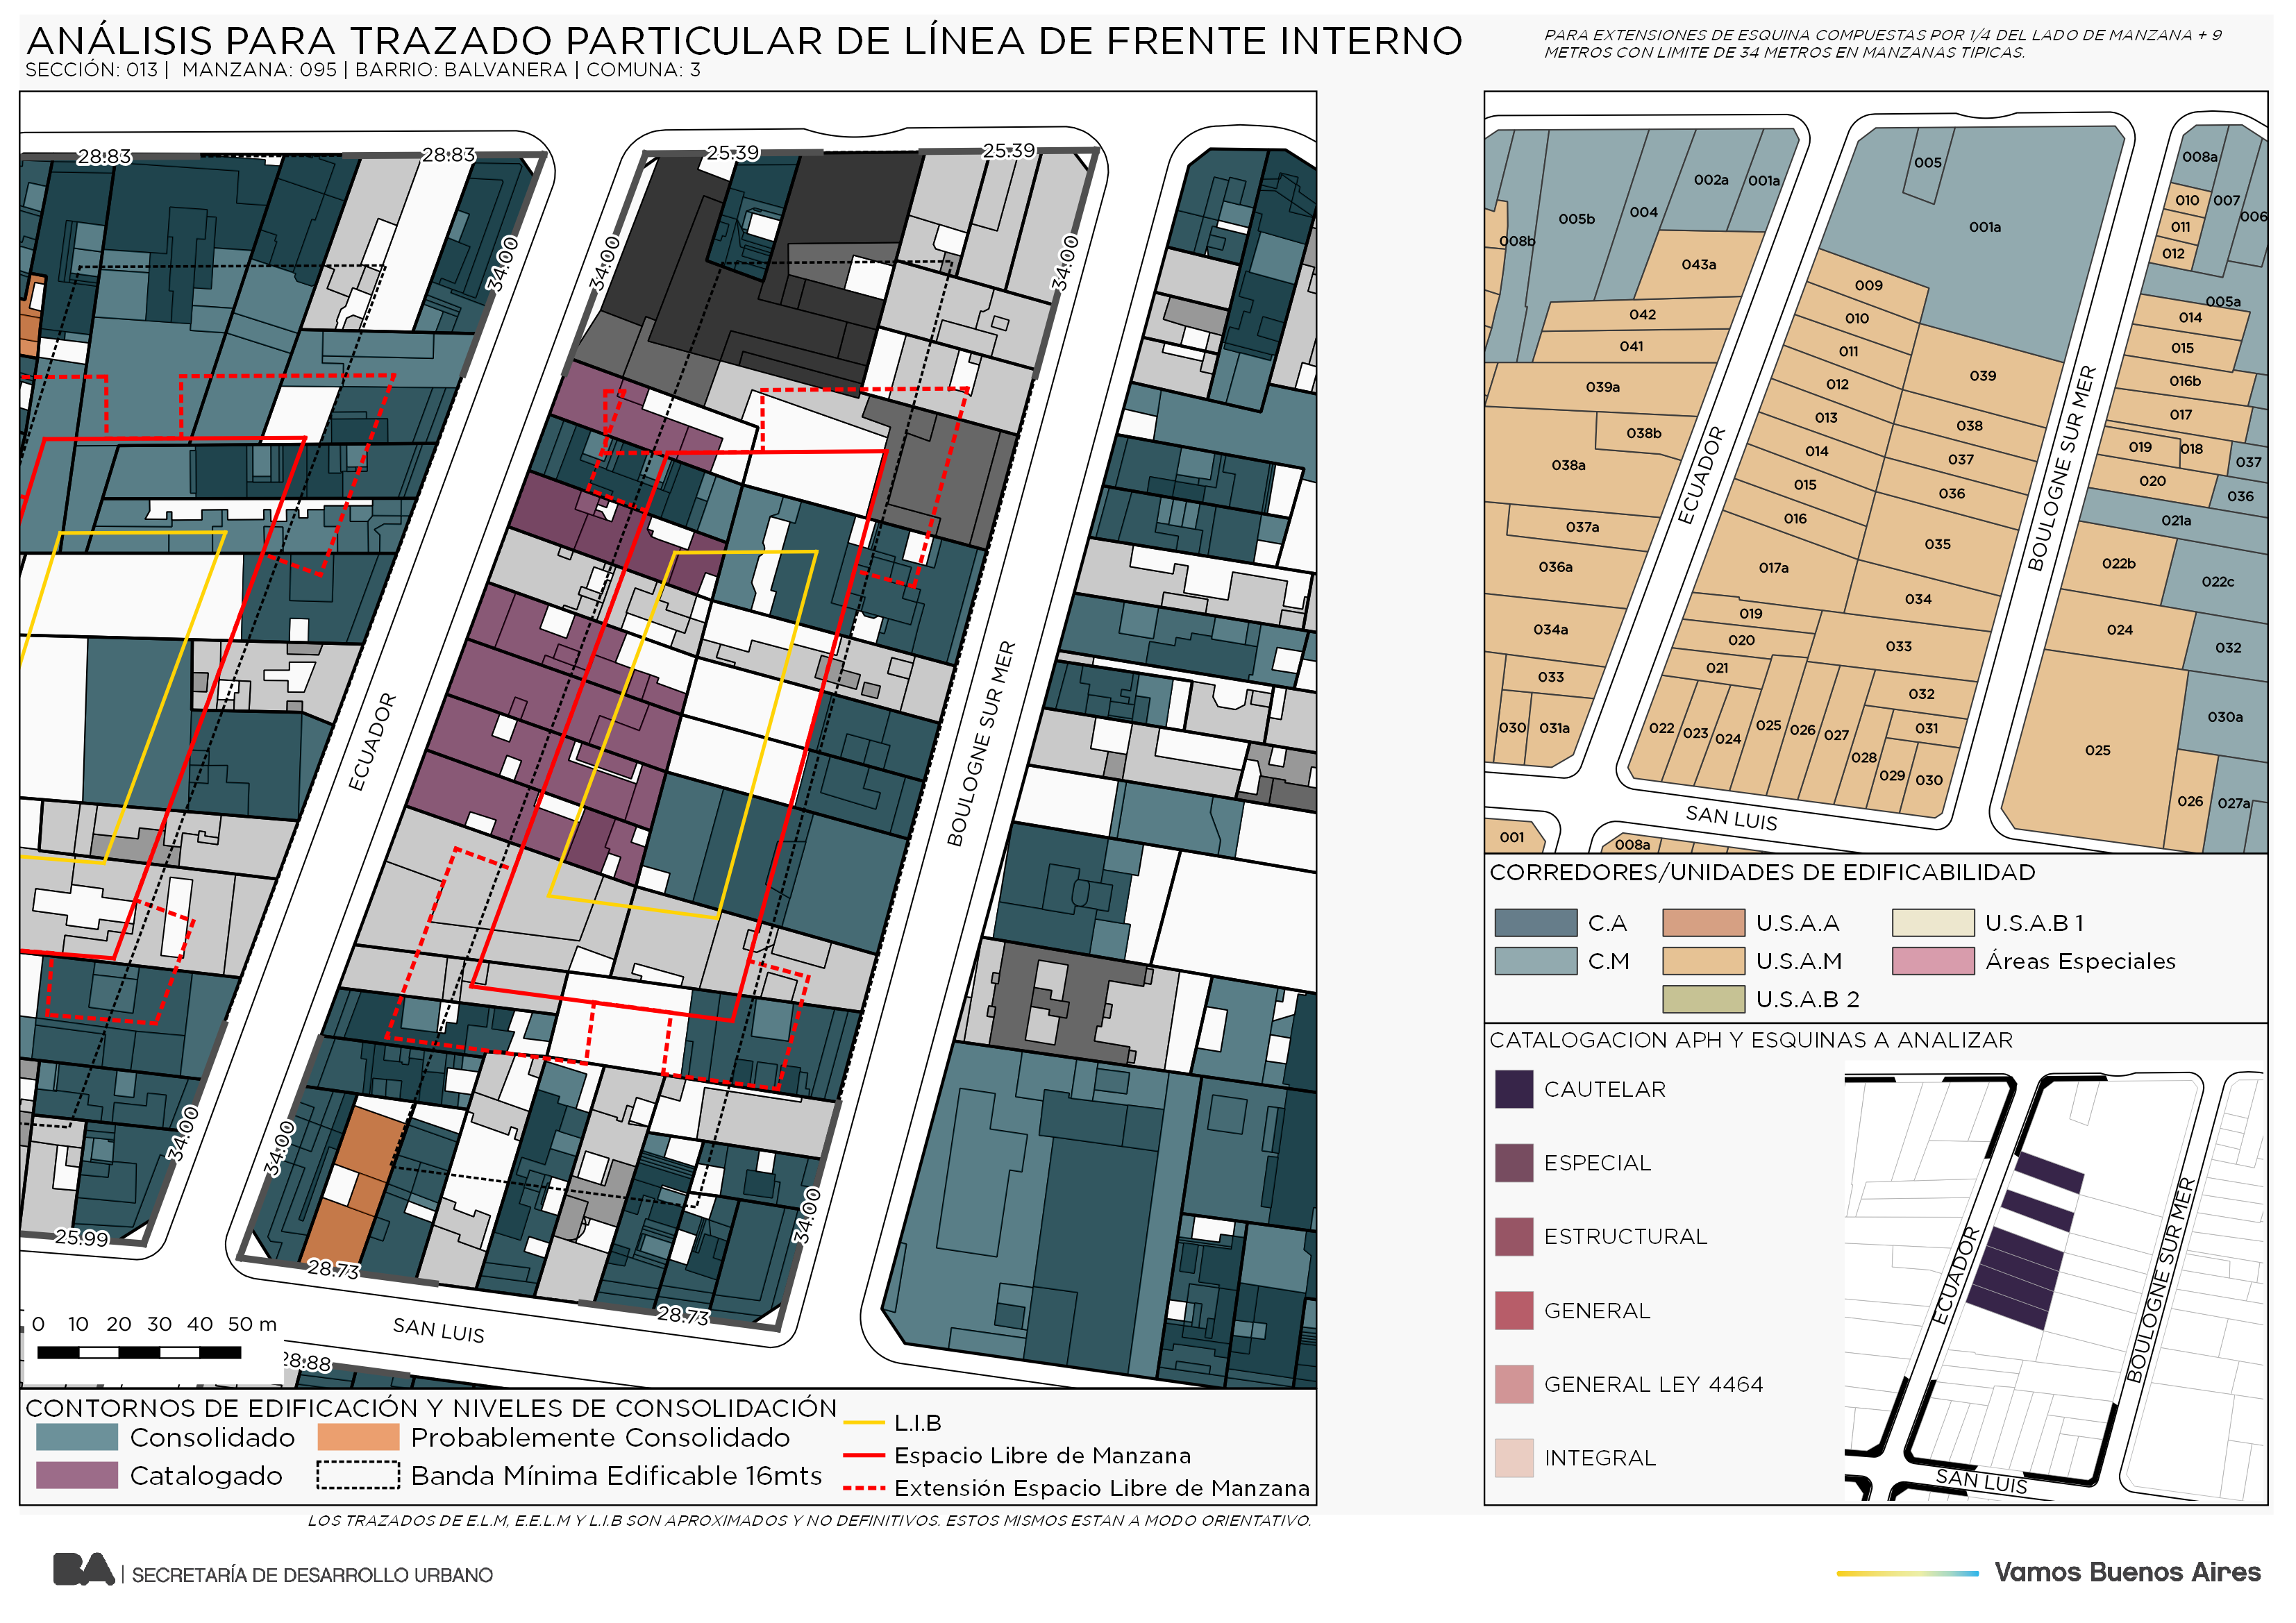 ANÁLISIS PARA TRAZADO PARTICULAR DE LÍNEA DE FRENTE INTERNO
SECCIÓN: 013 | MANZANA: 095 | BARRIO: BALVANERA | COMUNA: 3
PARA EXTENSIONES DE ESQUINA COMPUESTAS POR 1/4 DEL LADO DE MANZANA + 9
METROS CON LIMITE DE 34 METROS EN MANZANAS TIPICAS.
28.83
28.83
25.39
25.39
34.00
34.00
34.00
ECUADOR
BOULOGNE SUR MER
34.00
34.00
34.00
25.99
28.73
28.73
SAN LUIS
28.88
0 10 20 30 40 50 m
CONTORNOS DE EDIFICACIÓN Y NIVELES DE CONSOLIDACIÓN
Consolidado
Probablemente Consolidado
Catalogado
Banda Mínima Edificable 16mts
L.I.B
Espacio Libre de Manzana
Extensión Espacio Libre de Manzana
005
008a
002a
001a
010
007
005b
004
006
001a
011
008b
012
043a
009
005a
042
010
014
041
011
015
039a
012
039
016b
013
038
017
038b
014
037
019
018
037
038a
015
036
020
036
016
021a
037a
035
036a
017a
022b
022c
034
019
034a
020
033
024
032
021
033
032
030a
030
031a
022
023
024
025
026
027
028
029
031
030
025
026
027a
001
008a
ECUADOR
BOULOGNE SUR MER
SAN LUIS
CORREDORES/UNIDADES DE EDIFICABILIDAD
C.A
U.S.A.A
U.S.A.B 1
C.M
U.S.A.M
Áreas Especiales
U.S.A.B 2
CATALOGACION APH Y ESQUINAS A ANALIZAR
CAUTELAR
ESPECIAL
ESTRUCTURAL
GENERAL
GENERAL LEY 4464
INTEGRAL
ECUADOR
BOULOGNE SUR MER
SAN LUIS
LOS TRAZADOS DE E.L.M, E.E.L.M Y L.I.B SON APROXIMADOS Y NO DEFINITIVOS. ESTOS MISMOS ESTAN A MODO ORIENTATIVO.
BA | SECRETARÍA DE DESARROLLO URBANO
Vamos Buenos Aires